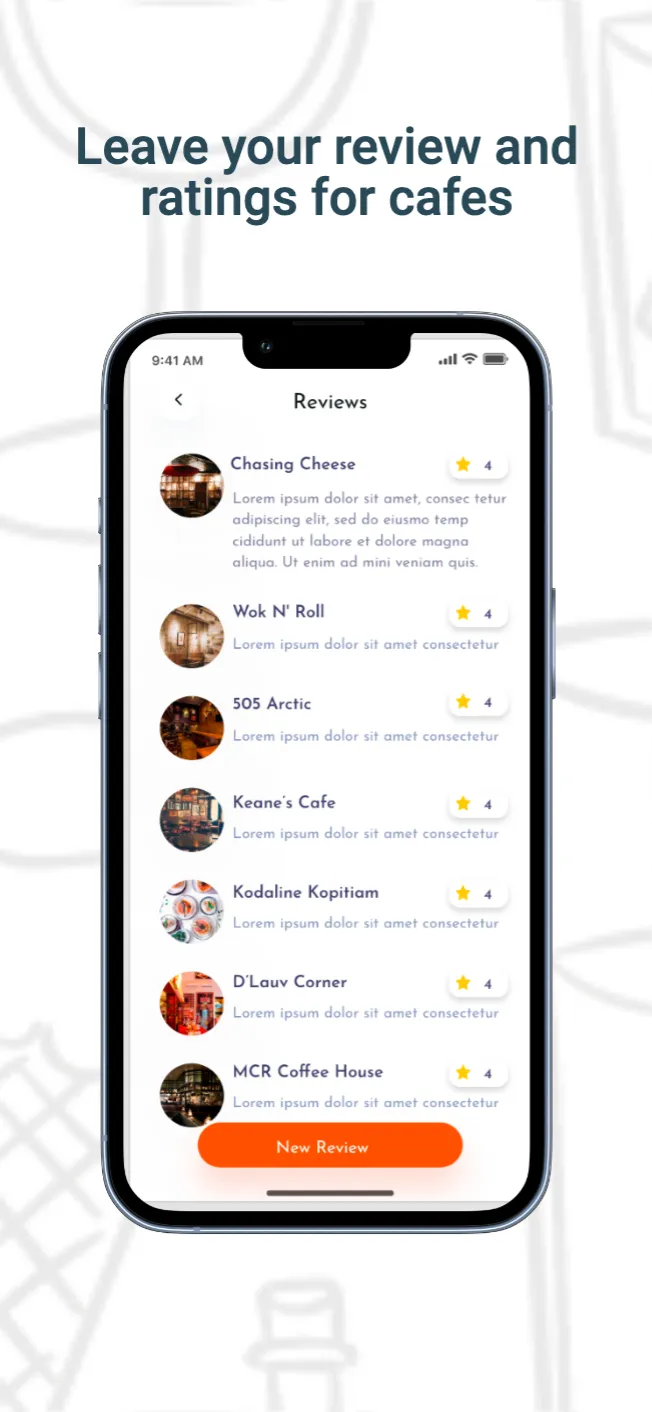 Leave your review and
ratings for cafes
9:41 AM
Reviews
Chasing Cheese
4
Lorem ipsum dolor sit amet, consec tetur
adipiscing elit, sed do eiusmo temp
cididunt ut labore et dolore magna
aliqua. Ut enim ad mini veniam quis.
Wok N' Roll
4
Lorem ipsum dolor sit amet consectetur
505 Arctic
4
Lorem ipsum dolor sit amet consectetur
Keane's Cafe
4
Lorem ipsum dolor sit amet consectetur
Kodaline Kopitiam
4
Lorem ipsum dolor sit amet consectetur
D'Lauv Corner
4
Lorem ipsum dolor sit amet consectetur
MCR Coffee House
4
Lorem ipsum dolor sit amet consectetur
New Review